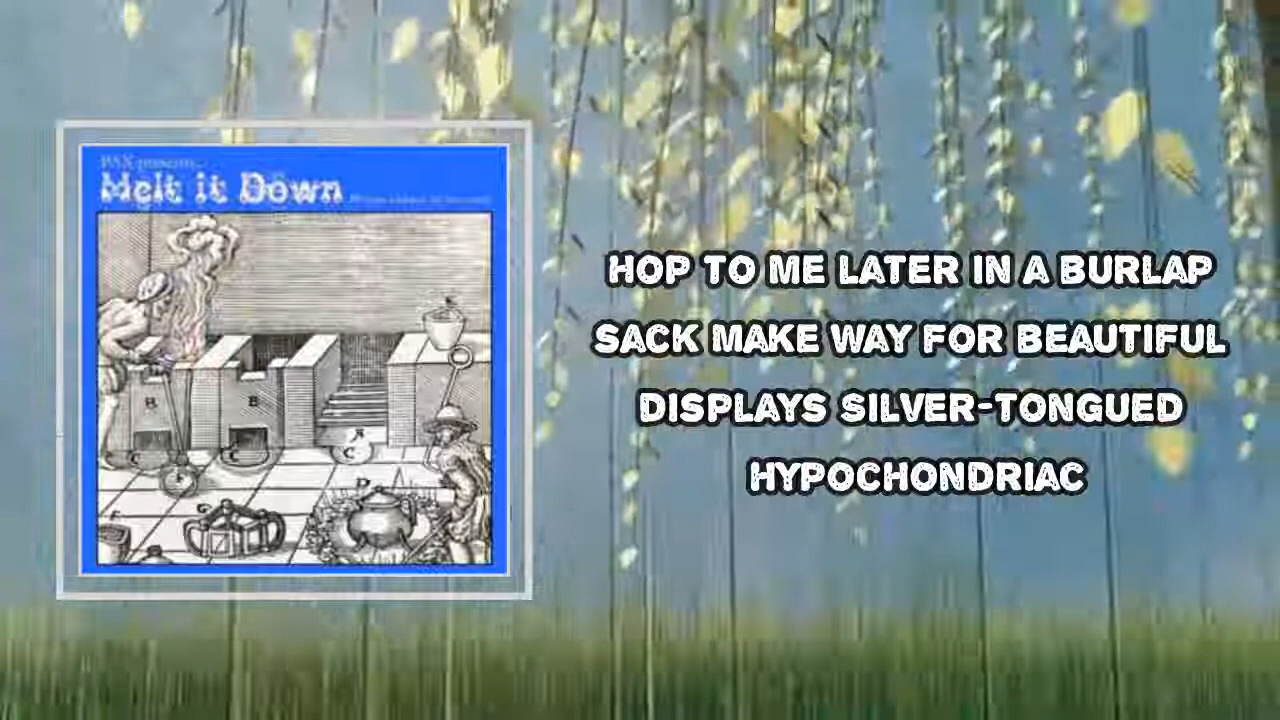 PSX presents...
Melt it Down
B
B
A
C
D
G
F
HOP TO ME LATER IN A BURLAP
SACK MAKE WAY FOR BEAUTIFUL
DISPLAYS SILVER-TONGUED
HYPOCHONDRIAC